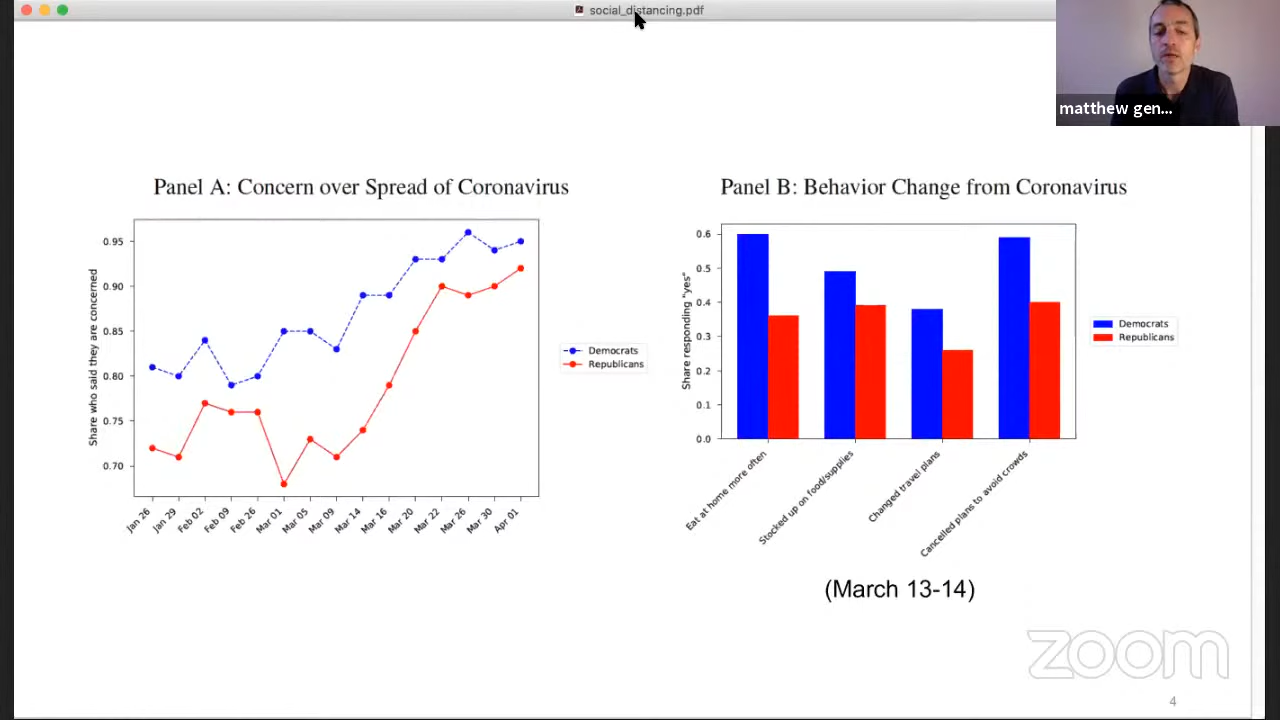 social_distancing.pdf
matthew gen...
Panel A: Concern over Spread of Coronavirus
Share who said they are concerned
0.95
0.90
0.85
0.80
0.75
0.70
Jan 26
Jan 29
Feb 02
Feb 09
Feb 26
Mar 01
Mar 05
Mar 09
Mar 14
Mar 16
Mar 20
Mar 22
Mar 26
Mar 30
Apr 01
Democrats
Republicans
Panel B: Behavior Change from Coronavirus
Share responding "yes"
0.6
0.5
0.4
0.3
0.2
0.1
0.0
Eat at home more often
Stocked up on food/supplies
Changed travel plans
Cancelled plans to avoid crowds
Democrats
Republicans
(March 13-14)
zoom
4